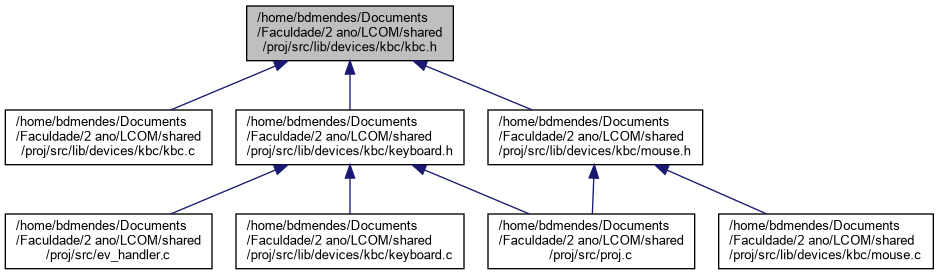 /home/bdmendes/Documents
/Faculdade/2 ano/LCOM/shared
/proj/src/lib/devices/kbc/kbc.h
/home/bdmendes/Documents
/Faculdade/2 ano/LCOM/shared
/proj/src/lib/devices/kbc/kbc.c
/home/bdmendes/Documents
/Faculdade/2 ano/LCOM/shared
/proj/src/lib/devices/kbc/keyboard.h
/home/bdmendes/Documents
/Faculdade/2 ano/LCOM/shared
/proj/src/lib/devices/kbc/mouse.h
/home/bdmendes/Documents
/Faculdade/2 ano/LCOM/shared
/proj/src/ev_handler.c
/home/bdmendes/Documents
/Faculdade/2 ano/LCOM/shared
/proj/src/lib/devices/kbc/keyboard.c
/home/bdmendes/Documents
/Faculdade/2 ano/LCOM/shared
/proj/src/proj.c
/home/bdmendes/Documents
/Faculdade/2 ano/LCOM/shared
/proj/src/lib/devices/kbc/mouse.c